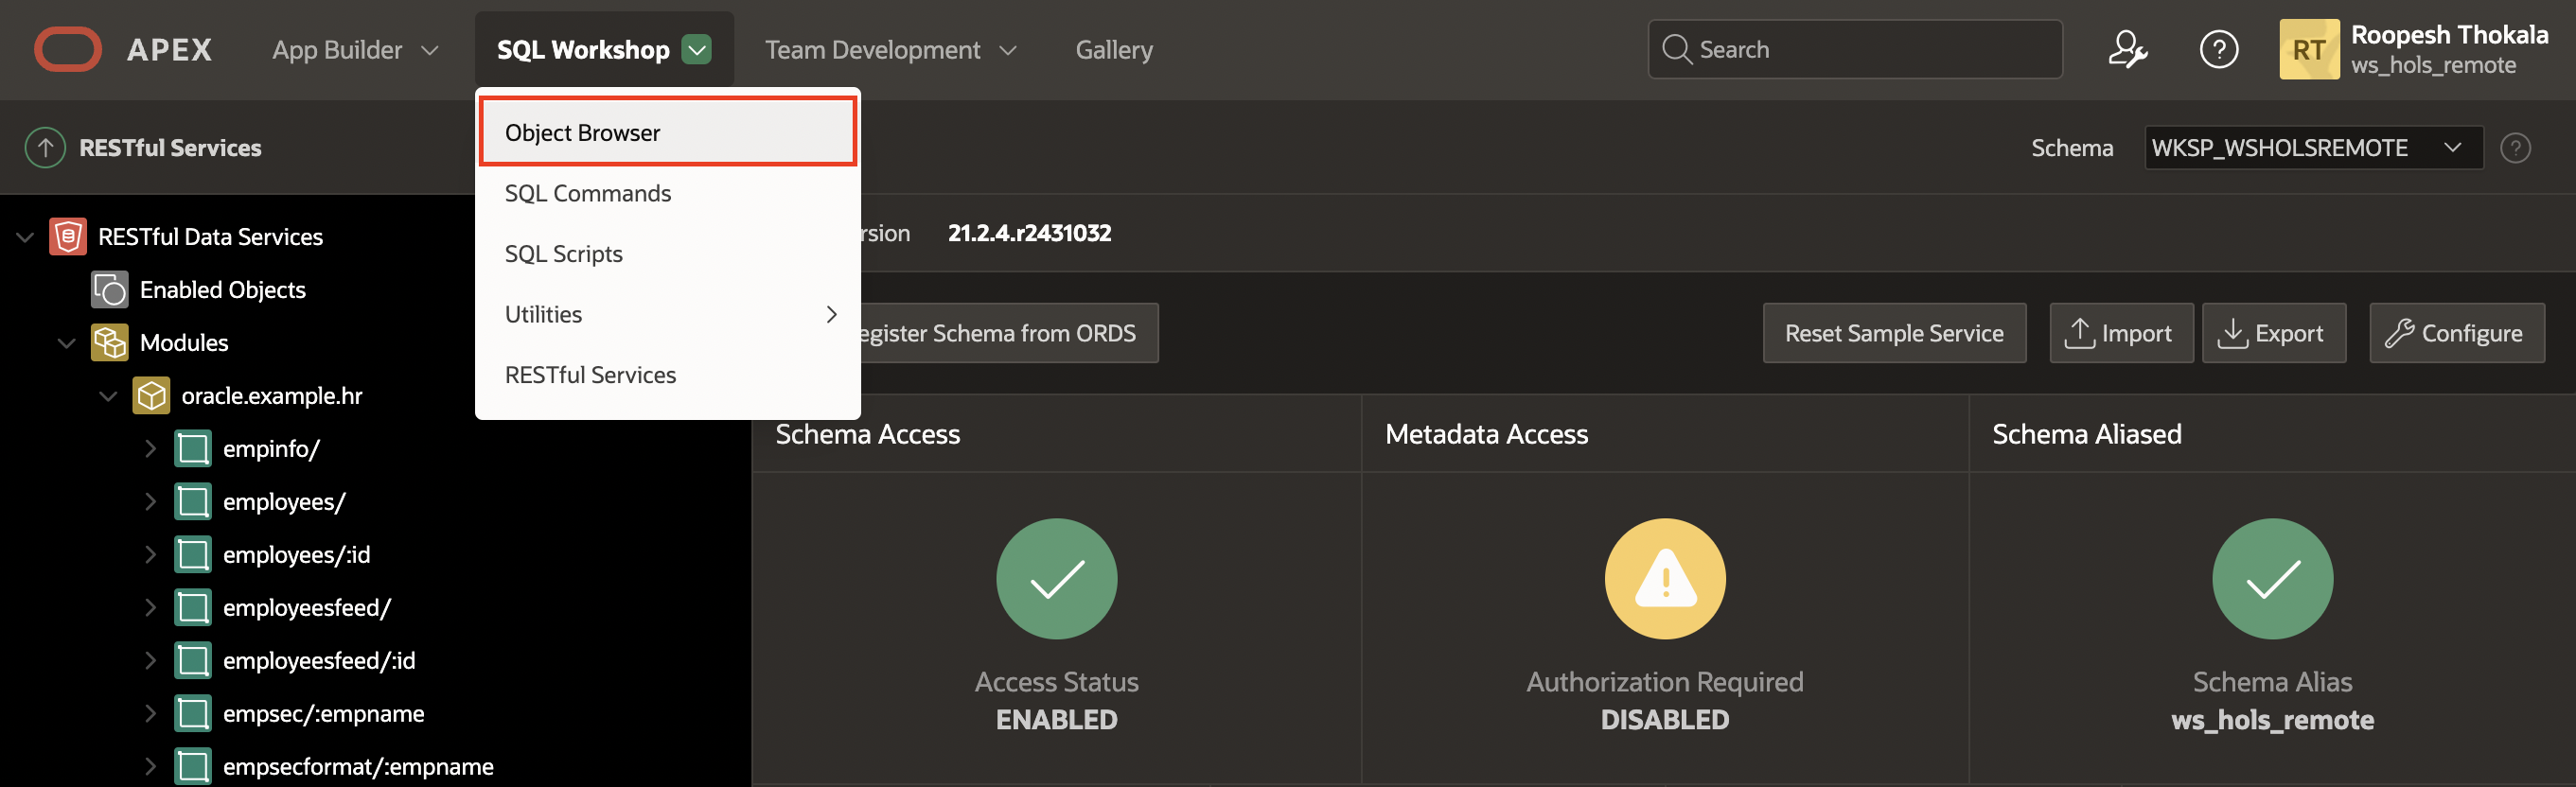 APEX App Builder SQL Workshop Team Development Gallery Search Roopesh Thokala
RT ws_hols_remote
RESTful Services
Object Browser
SQL Commands
SQL Scripts
Utilities
RESTful Services
Schema WKSP_WSHOLSREMOTE
RESTful Data Services
Enabled Objects
Modules
oracle.example.hr
empinfo/
employees/
employees/:id
employeesfeed/
employeesfeed/:id
empsec/:empname
empsecformat/:empname
rsion 21.2.4.r2431032
egister Schema from ORDS Reset Sample Service Import Export Configure
Schema Access
Access Status
ENABLED
Metadata Access
Authorization Required
DISABLED
Schema Aliased
Schema Alias
ws_hols_remote